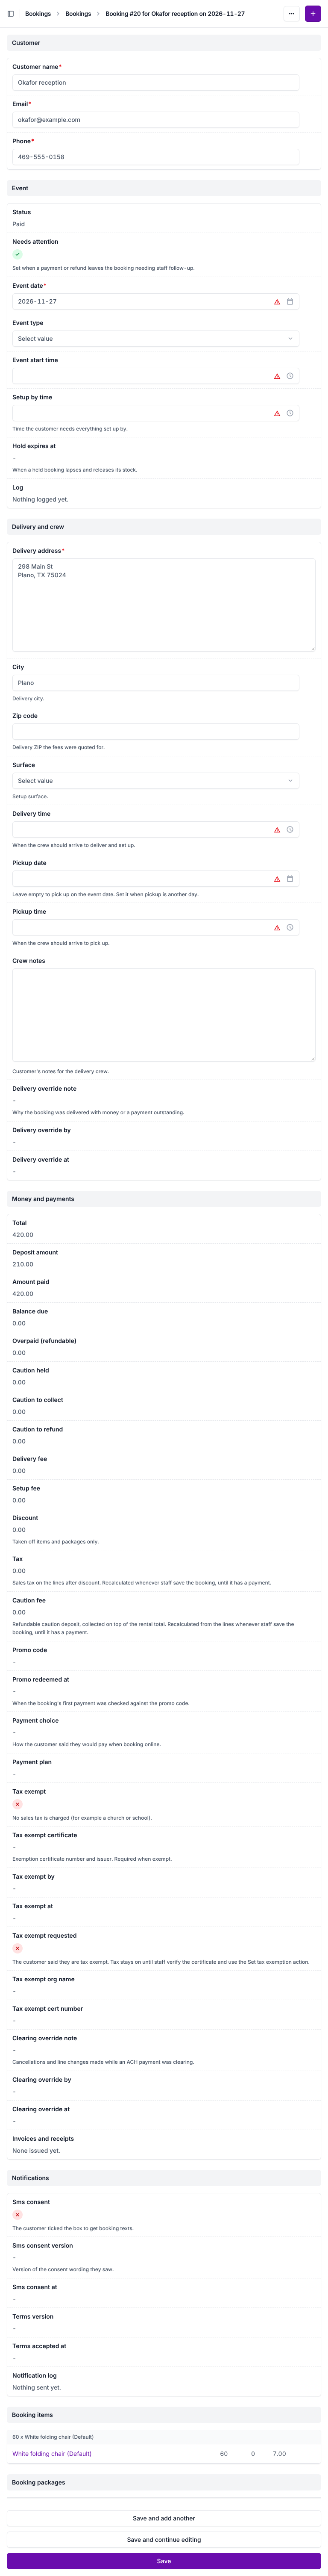 Bookings > Bookings > Booking #20 for Okafor reception on 2026-11-27
Customer
Customer name*
Okafor reception
Email*
okafor@example.com
Phone*
469-555-0158
Event
Status
Paid
Needs attention
Set when a payment or refund leaves the booking needing staff follow-up.
Event date*
2026-11-27
Event type
Select value
Event start time
Setup by time
Time the customer needs everything set up by.
Hold expires at
-
When a held booking lapses and releases its stock.
Log
Nothing logged yet.
Delivery and crew
Delivery address*
298 Main St
Plano, TX 75024
City
Plano
Delivery city.
Zip code
Delivery ZIP the fees were quoted for.
Surface
Select value
Setup surface.
Delivery time
When the crew should arrive to deliver and set up.
Pickup date
Leave empty to pick up on the event date. Set it when pickup is another day.
Pickup time
When the crew should arrive to pick up.
Crew notes
Customer's notes for the delivery crew.
Delivery override note
-
Why the booking was delivered with money or a payment outstanding.
Delivery override by
-
Delivery override at
-
Money and payments
Total
420.00
Deposit amount
210.00
Amount paid
420.00
Balance due
0.00
Overpaid (refundable)
0.00
Caution held
0.00
Caution to collect
0.00
Caution to refund
0.00
Delivery fee
0.00
Setup fee
0.00
Discount
0.00
Taken off items and packages only.
Tax
0.00
Sales tax on the lines after discount. Recalculated whenever staff save the booking, until it has a payment.
Caution fee
0.00
Refundable caution deposit, collected on top of the rental total. Recalculated from the lines whenever staff save the
booking, until it has a payment.
Promo code
-
Promo redeemed at
-
When the booking's first payment was checked against the promo code.
Payment choice
-
How the customer said they would pay when booking online.
Payment plan
-
Tax exempt
No sales tax is charged (for example a church or school).
Tax exempt certificate
-
Exemption certificate number and issuer. Required when exempt.
Tax exempt by
-
Tax exempt at
-
Tax exempt requested
The customer said they are tax exempt. Tax stays on until staff verify the certificate and use the Set tax exemption action.
Tax exempt org name
-
Tax exempt cert number
-
Clearing override note
-
Cancellations and line changes made while an ACH payment was clearing.
Clearing override by
-
Clearing override at
-
Invoices and receipts
None issued yet.
Notifications
Sms consent
The customer ticked the box to get booking texts.
Sms consent version
-
Version of the consent wording they saw.
Sms consent at
-
Terms version
-
Terms accepted at
-
Notification log
Nothing sent yet.
Booking items
60 x White folding chair (Default)
White folding chair (Default) 60 0 7.00
Booking packages
Save and add another
Save and continue editing
Save